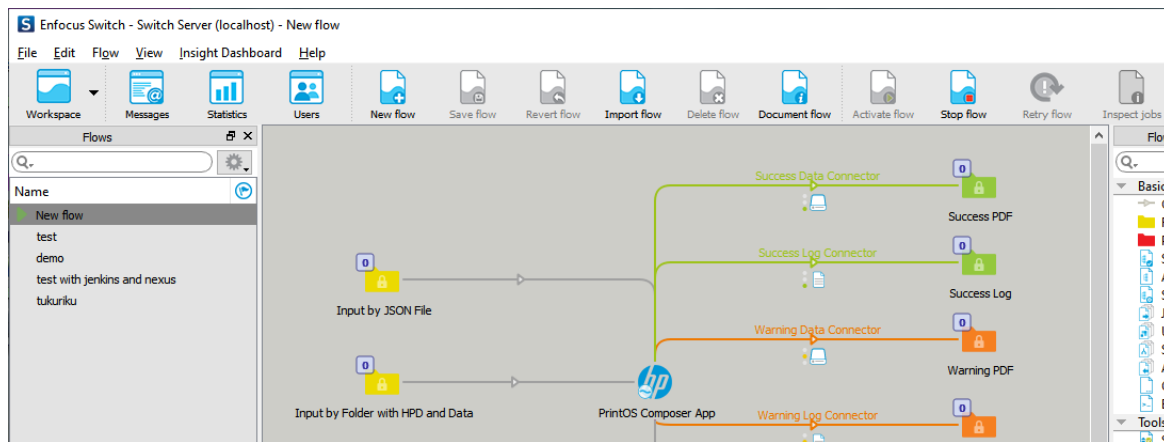 Enfocus Switch - Switch Server (localhost) - New flow
File Edit Flow View Insight Dashboard Help
Workspace Messages Statistics Users New flow Save flow Revert flow Import flow Delete flow Document flow Activate flow Stop flow Retry flow Inspect jobs
Flows
Name
New flow
test
demo
test with jenkins and nexus
tukuriku
0
Input by JSON File
0
Input by Folder with HPD and Data
hp
PrintOS Composer App
Success Data Connector
0
Success PDF
Success Log Connector
0
Success Log
Warning Data Connector
0
Warning PDF
Warning Log Connector
0
Flo
Basic
Tools